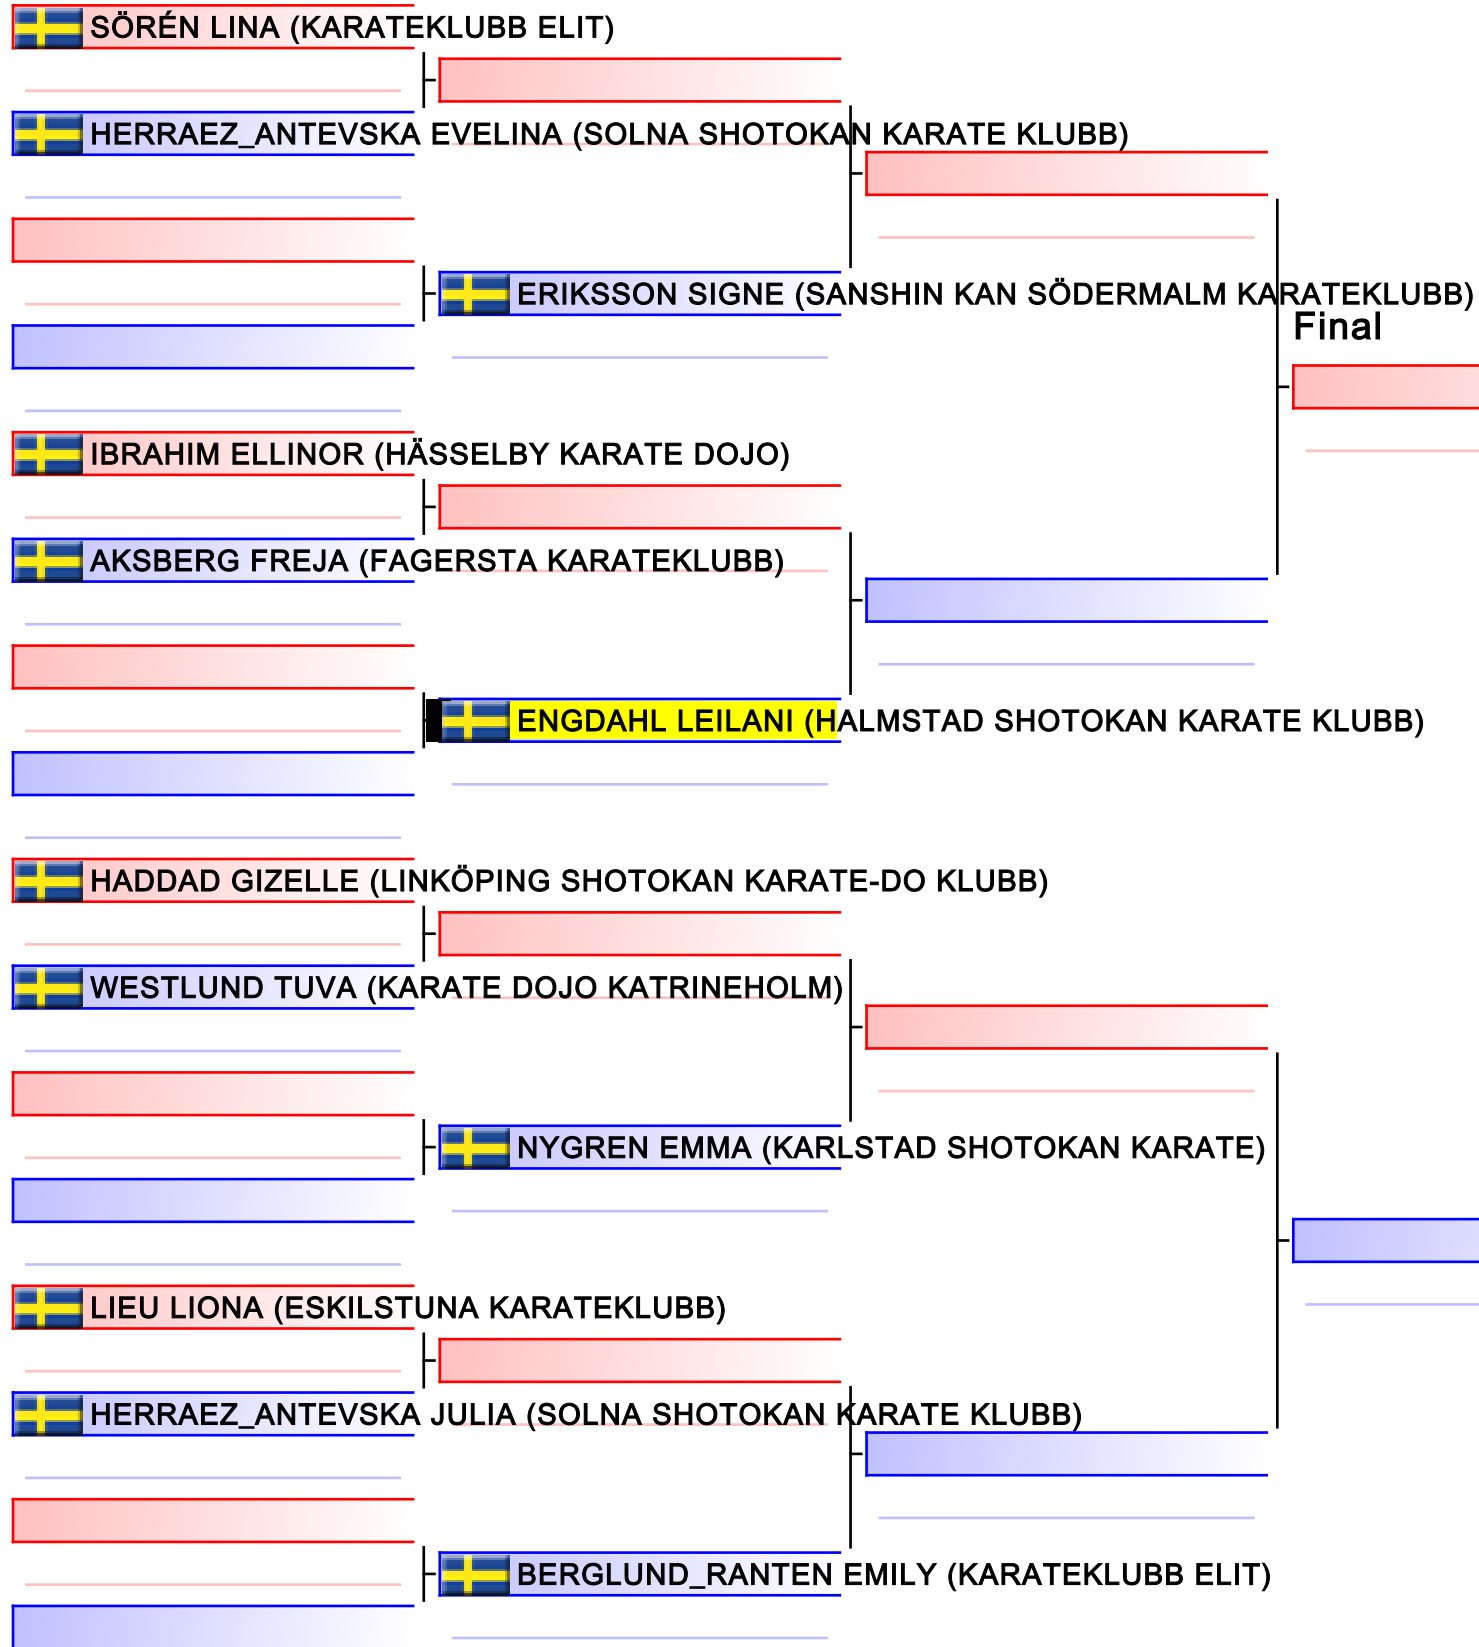 SÖRÉN LINA (KARATEKLUBB ELIT)
HERRAEZ_ANTEVSKA EVELINA (SOLNA SHOTOKAN KARATE KLUBB)
ERIKSSON SIGNE (SANSHIN KAN SÖDERMALM KARATEKLUBB)
Final
IBRAHIM ELLINOR (HÄSSELBY KARATE DOJO)
AKSBERG FREJA (FAGERSTA KARATEKLUBB)
ENGDAHL LEILANI (HALMSTAD SHOTOKAN KARATE KLUBB)
HADDAD GIZELLE (LINKÖPING SHOTOKAN KARATE-DO KLUBB)
WESTLUND TUVA (KARATE DOJO KATRINEHOLM)
NYGREN EMMA (KARLSTAD SHOTOKAN KARATE)
LIEU LIONA (ESKILSTUNA KARATEKLUBB)
HERRAEZ_ANTEVSKA JULIA (SOLNA SHOTOKAN KARATE KLUBB)
BERGLUND_RANTEN EMILY (KARATEKLUBB ELIT)